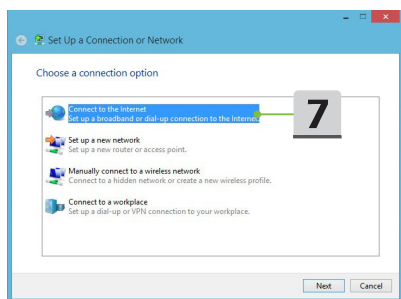 Set Up a Connection or Network
Choose a connection option
Connect to the Internet
Set up a broadband or dial-up connection to the Internet.
7
Set up a new network
Set up a new router or access point.
Manually connect to a wireless network
Connect to a hidden network or create a new wireless profile.
Connect to a workplace
Set up a dial-up or VPN connection to your workplace.
Next
Cancel